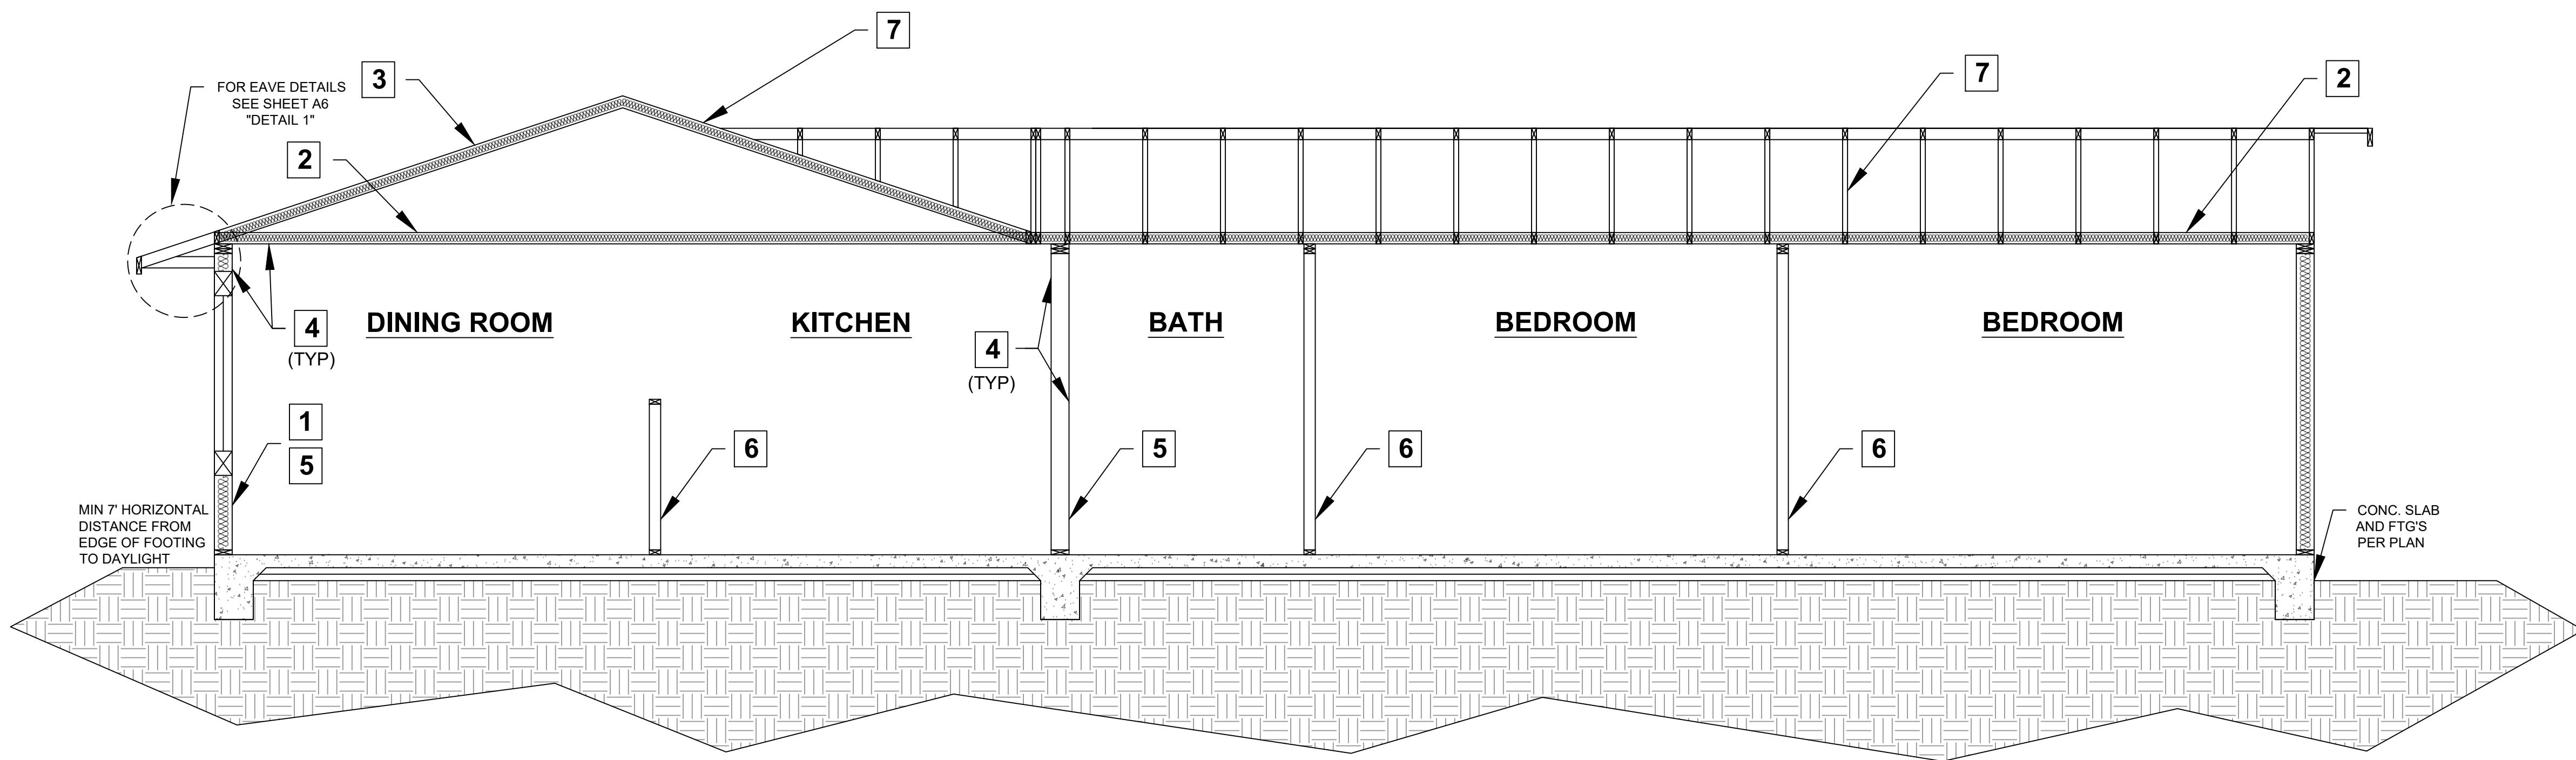 7
FOR EAVE DETAILS
SEE SHEET A6
"DETAIL 1"
3
7
2
2
4
(TYP)
DINING ROOM
KITCHEN
4
(TYP)
BATH
BEDROOM
BEDROOM
1
5
6
5
6
6
MIN 7' HORIZONTAL
DISTANCE FROM
EDGE OF FOOTING
TO DAYLIGHT
CONC. SLAB
AND FTG'S
PER PLAN